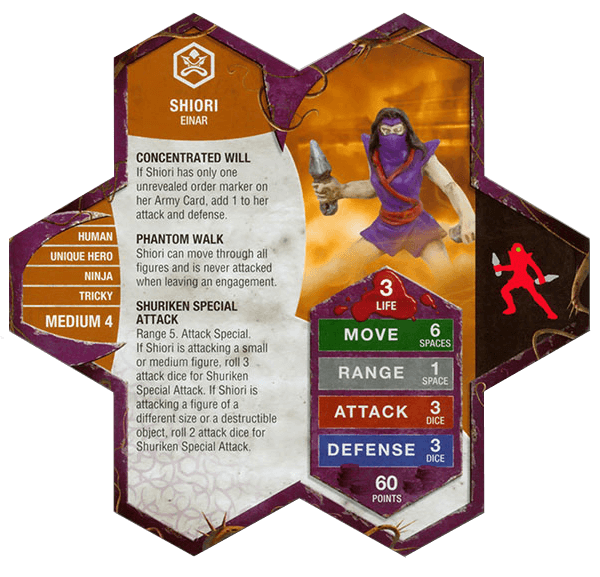 SHIORI
EINAR
CONCENTRATED WILL
If Shiori has only one
unrevealed order marker on
her Army Card, add 1 to her
attack and defense.
PHANTOM WALK
Shiori can move through all
figures and is never attacked
when leaving an engagement.
SHURIKEN SPECIAL
ATTACK
Range 5. Attack Special.
If Shiori is attacking a small
or medium figure, roll 3
attack dice for Shuriken
Special Attack. If Shiori is
attacking a figure of a
different size or a destructible
object, roll 2 attack dice for
Shuriken Special Attack.
HUMAN
UNIQUE HERO
NINJA
TRICKY
MEDIUM 4
3
LIFE
MOVE 6
SPACES
RANGE 1
SPACE
ATTACK 3
DICE
DEFENSE 3
DICE
60
POINTS